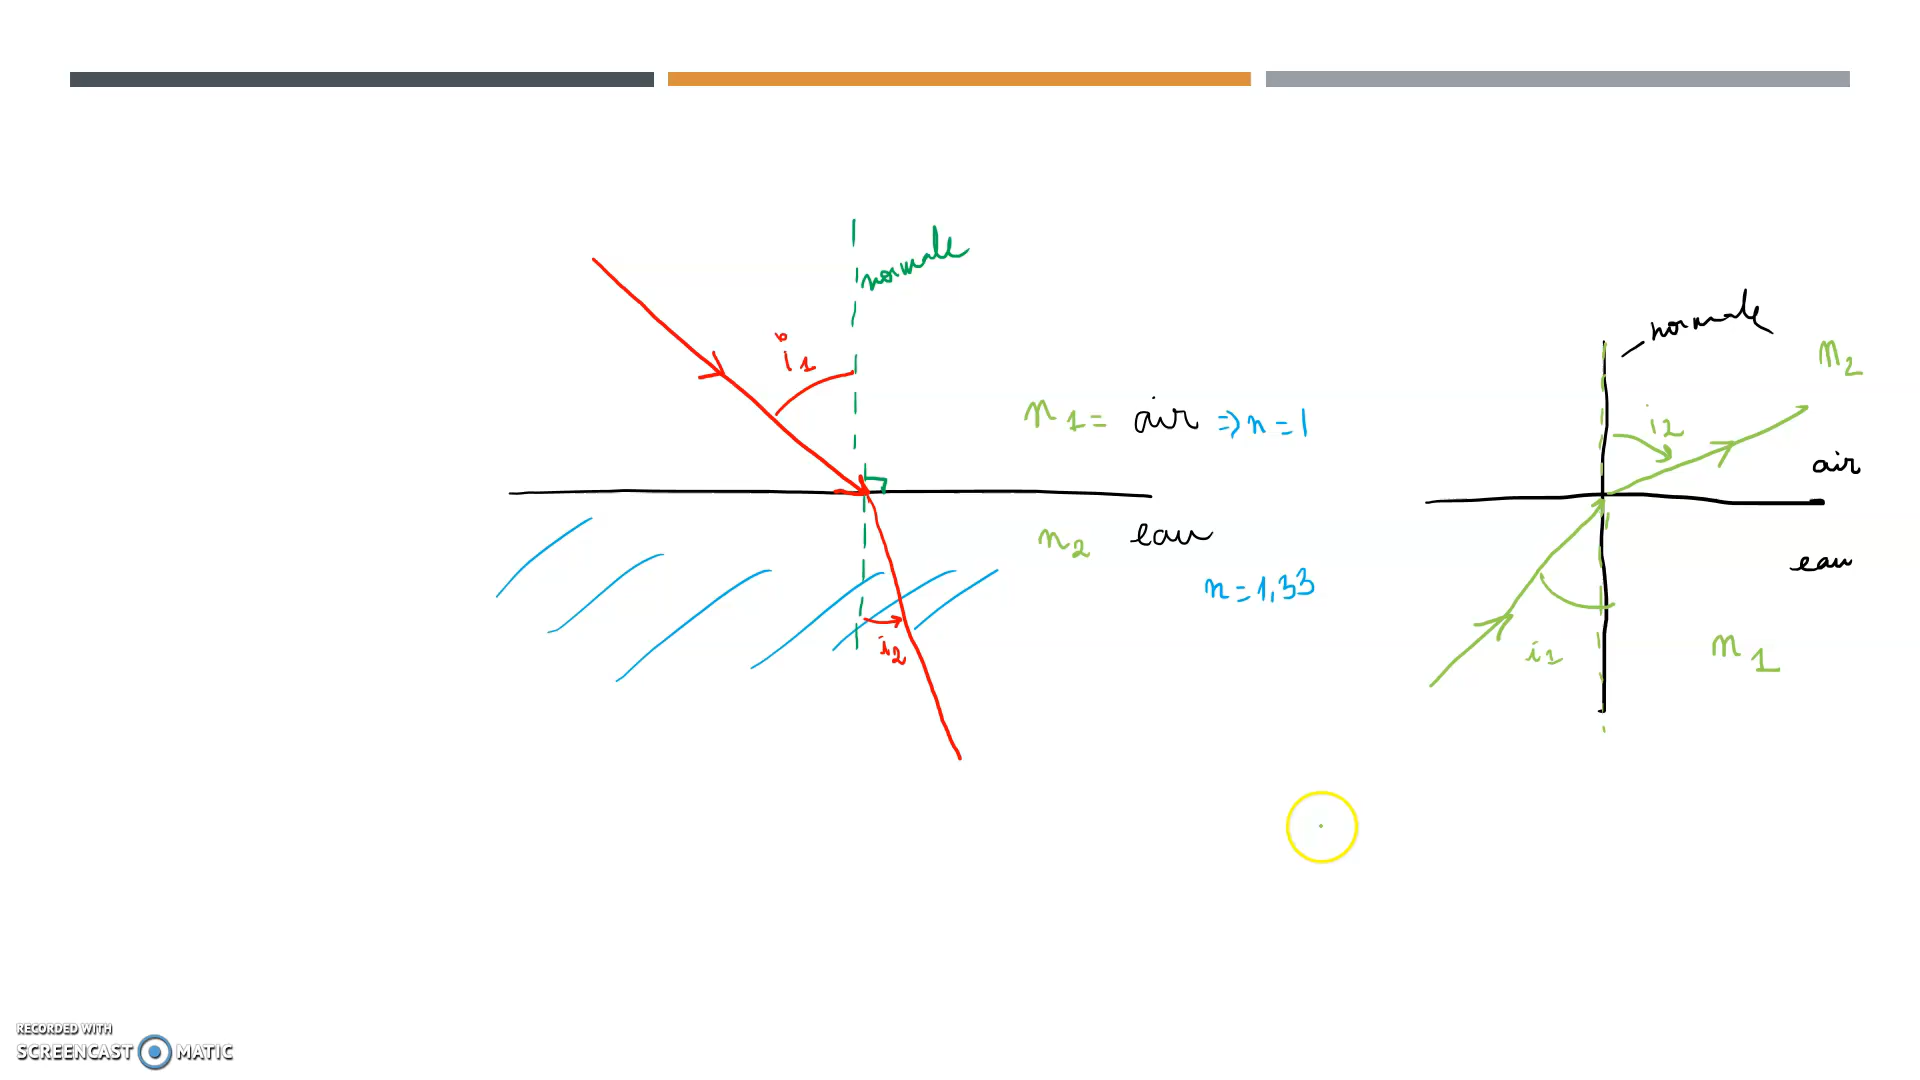 normale
i1
n1 = air => n = 1
n2 eau
n = 1,33
i2
normale
n2
i2
air
eau
i1
n1
RECORDED WITH
SCREENCAST MATIC